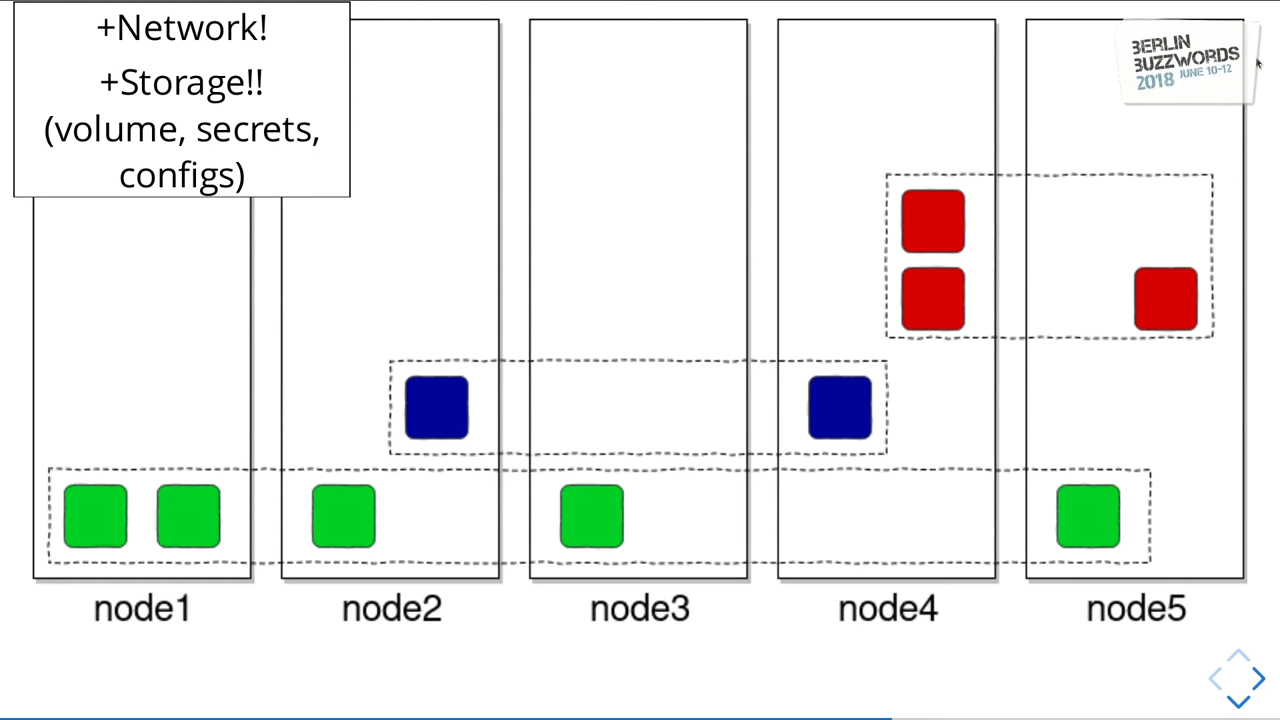 +Network!
+Storage!!
(volume, secrets,
configs)
BERLIN
BUZZWORDS
2018 JUNE 10-12
node1
node2
node3
node4
node5